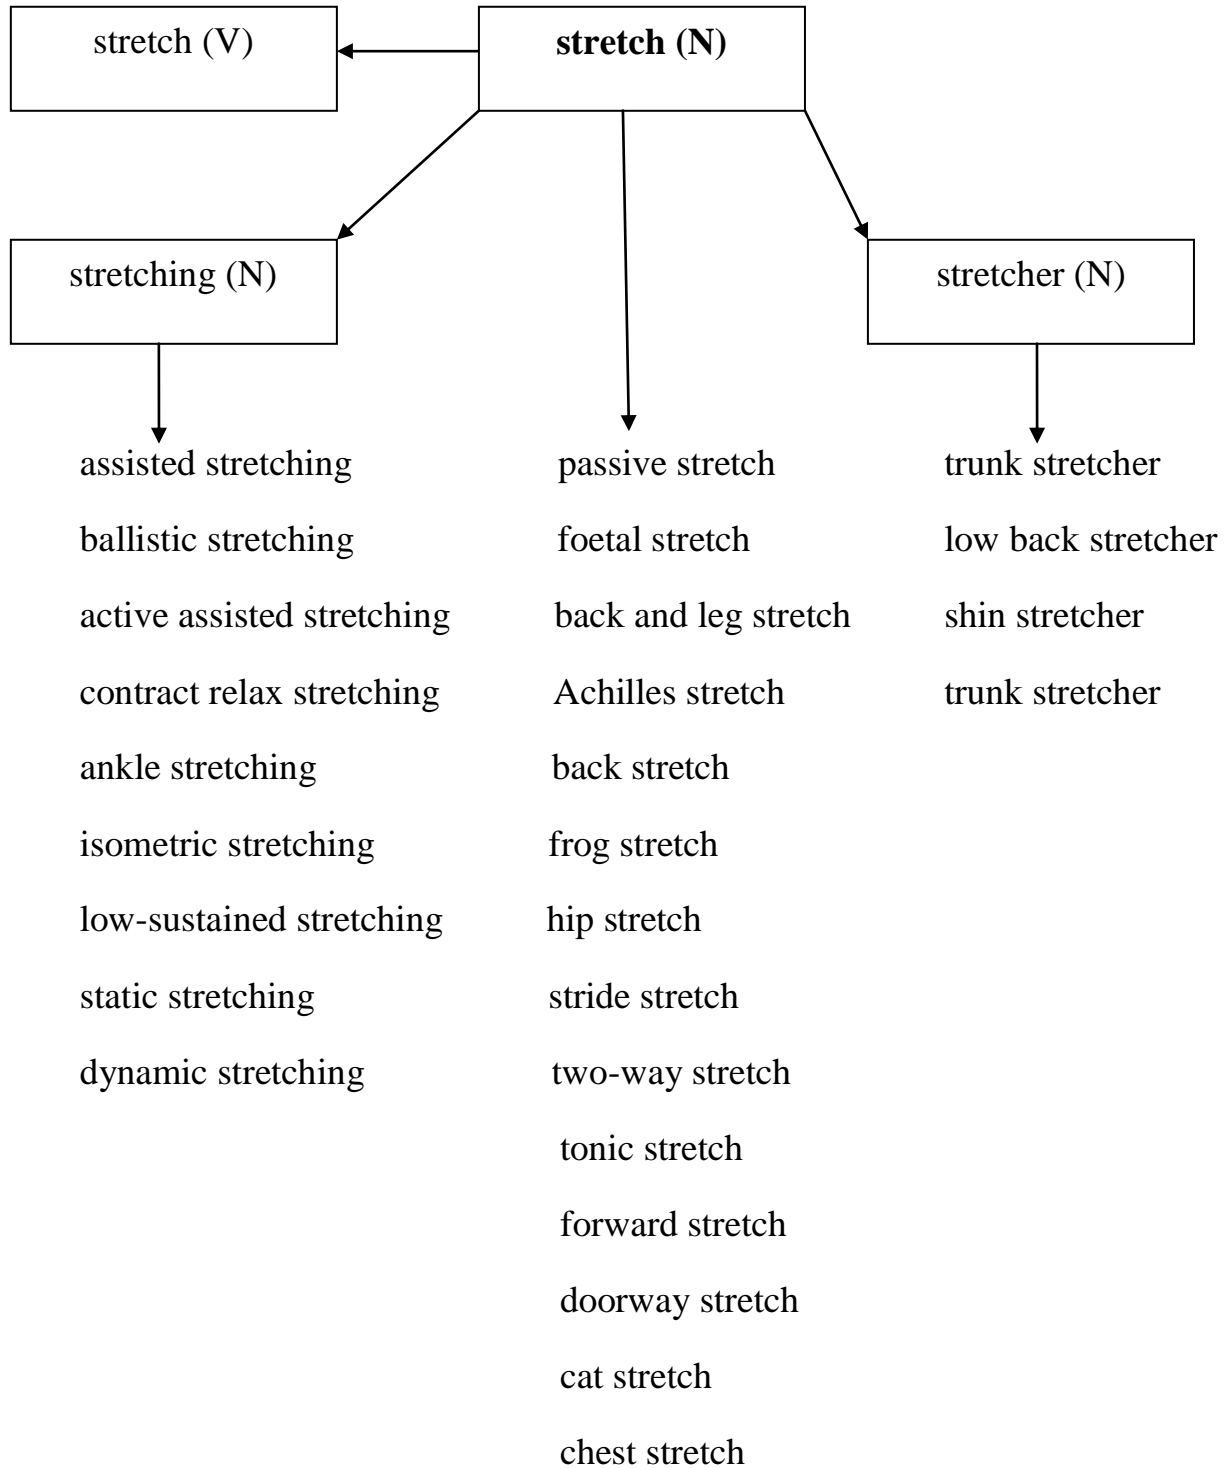 stretch (V)
stretch (N)
stretching (N)
stretcher (N)
assisted stretching
ballistic stretching
active assisted stretching
contract relax stretching
ankle stretching
isometric stretching
low-sustained stretching
static stretching
dynamic stretching
passive stretch
foetal stretch
back and leg stretch
Achilles stretch
back stretch
frog stretch
hip stretch
stride stretch
two-way stretch
tonic stretch
forward stretch
doorway stretch
cat stretch
chest stretch
trunk stretcher
low back stretcher
shin stretcher
trunk stretcher